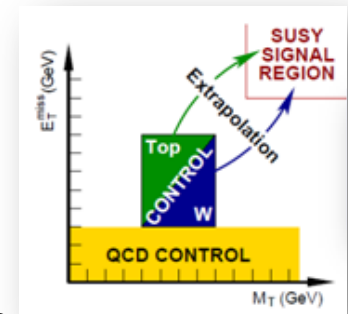 SUSY
SIGNAL
REGION
E_T^miss (GeV)
Extrapolation
Top
CONTROL
W
QCD CONTROL
M_T (GeV)